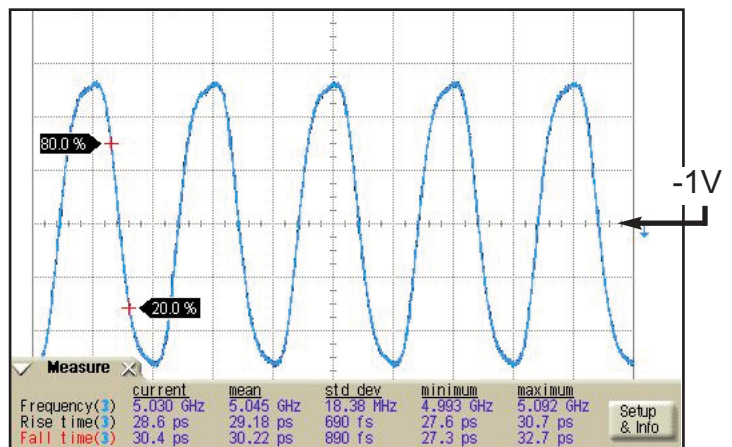 80.0 %
-1V
20.0 %
Measure
current mean std dev minimum maximum
Frequency(3) 5.030 GHz 5.045 GHz 18.38 MHz 4.993 GHz 5.092 GHz
Rise time(3) 28.6 ps 29.18 ps 690 fs 27.6 ps 30.7 ps
Fall time(3) 30.4 ps 30.22 ps 890 fs 27.3 ps 32.7 ps
Setup
& Info